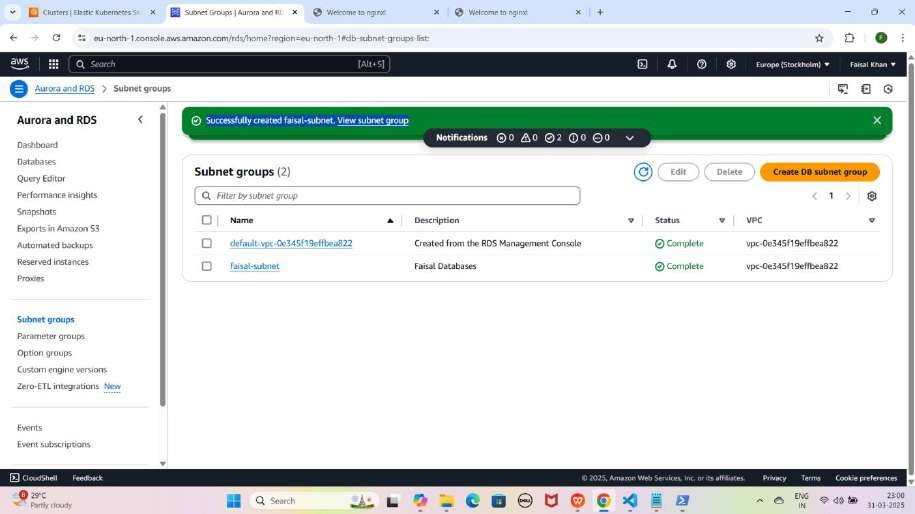 Clusters | Elastic Kubernetes S
Subnet Groups | Aurora and RD
Welcome to nginx!
Welcome to nginx!
eu-north-1.console.aws.amazon.com/rds/home?region=eu-north-1#db-subnet-groups-list:
aws
Search
[Alt+S]
Europe (Stockholm)
Faisal Khan
Aurora and RDS
Subnet groups
Aurora and RDS
Dashboard
Databases
Query Editor
Performance insights
Snapshots
Exports in Amazon S3
Automated backups
Reserved instances
Proxies
Subnet groups
Parameter groups
Option groups
Custom engine versions
Zero-ETL integrations New
Events
Event subscriptions
Successfully created faisal-subnet. View subnet group
Notifications 0 0 2 0 0
Subnet groups (2)
Edit
Delete
Create DB subnet group
Filter by subnet group
1
Name Description Status VPC
default-vpc-0e345f19effbea822 Created from the RDS Management Console Complete vpc-0e345f19effbea822
faisal-subnet Faisal Databases Complete vpc-0e345f19effbea822
CloudShell Feedback © 2025, Amazon Web Services, Inc. or its affiliates. Privacy Terms Cookie preferences
29°C
Partly cloudy
Search
ENG
IN
23:00
31-03-2025